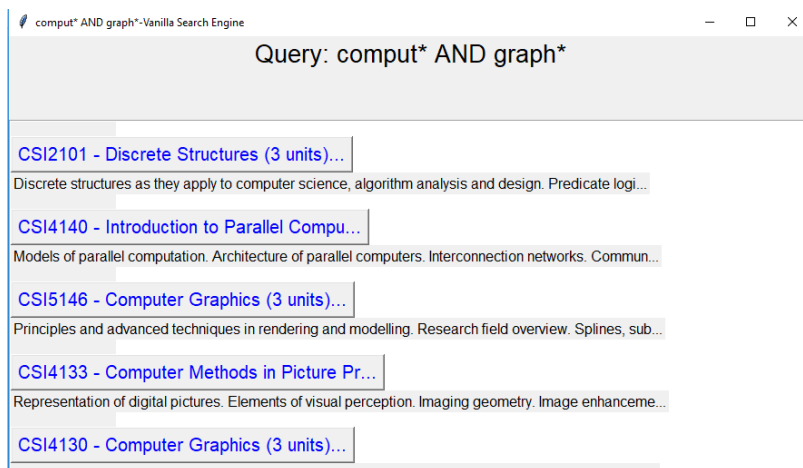 comput* AND graph*-Vanilla Search Engine
Query: comput* AND graph*
CSI2101 - Discrete Structures (3 units)...
Discrete structures as they apply to computer science, algorithm analysis and design. Predicate logi...
CSI4140 - Introduction to Parallel Compu...
Models of parallel computation. Architecture of parallel computers. Interconnection networks. Commun...
CSI5146 - Computer Graphics (3 units)...
Principles and advanced techniques in rendering and modelling. Research field overview. Splines, sub...
CSI4133 - Computer Methods in Picture Pr...
Representation of digital pictures. Elements of visual perception. Imaging geometry. Image enhanceme...
CSI4130 - Computer Graphics (3 units)...